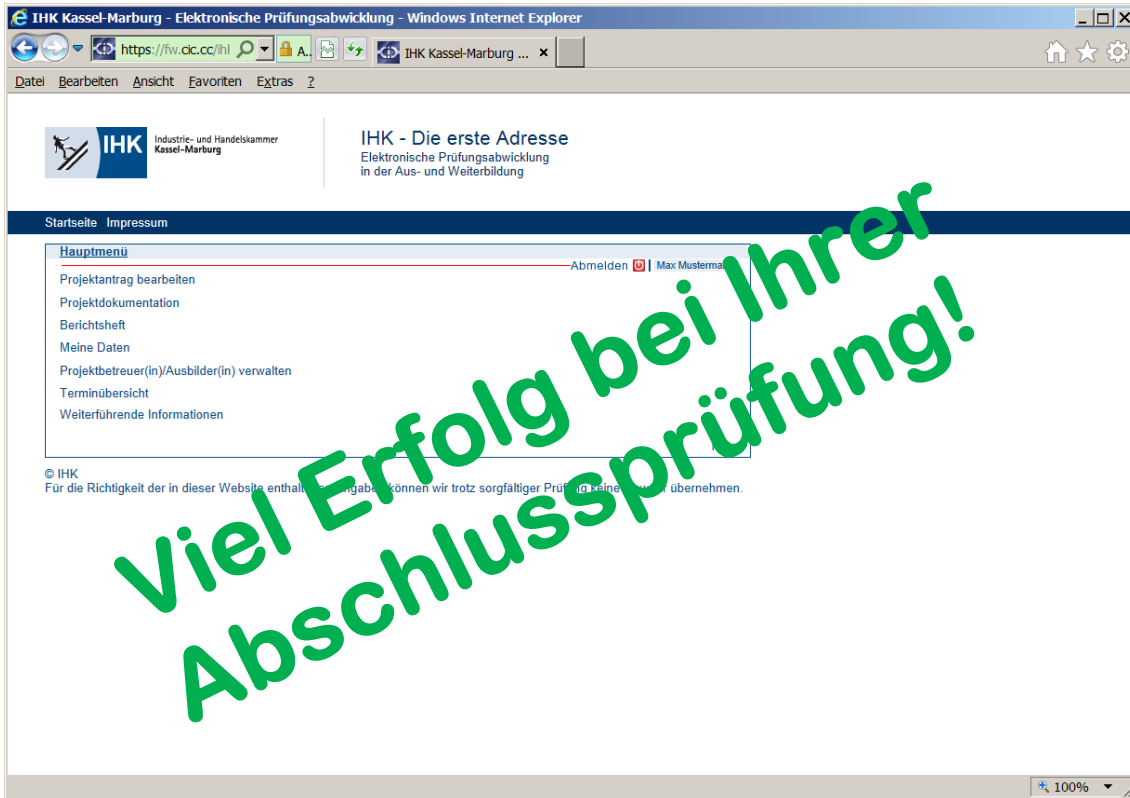 IHK Kassel-Marburg - Elektronische Prüfungsabwicklung - Windows Internet Explorer
https://fw.cic.cc/ihl
A..
IHK Kassel-Marburg ...
Datei Bearbeiten Ansicht Favoriten Extras ?
IHK
Industrie- und Handelskammer
Kassel-Marburg
IHK - Die erste Adresse
Elektronische Prüfungsabwicklung
in der Aus- und Weiterbildung
Startseite Impressum
Hauptmenü
Abmelden Max
Projektantrag bearbeiten
Projektdokumentation
Berichtsheft
Meine Daten
Projektbetreuer(in)/Ausbilder(in) verwalten
Terminübersicht
Weiterführende Informationen
© IHK
Für die Richtigkeit der in dieser Website können wir trotz sorgfältiger keine übernehmen.
Viel Erfolg bei Ihrer
Abschlussprüfung!
100%